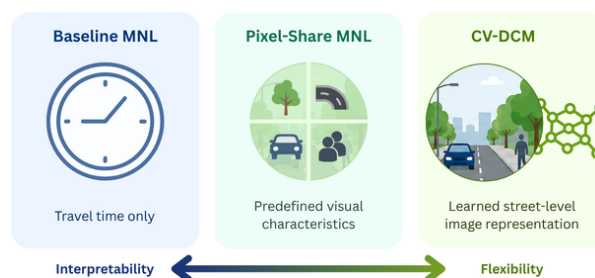 Baseline MNL
Pixel-Share MNL
CV-DCM
Travel time only
Predefined visual
characteristics
Learned street-level
image representation
Interpretability
Flexibility